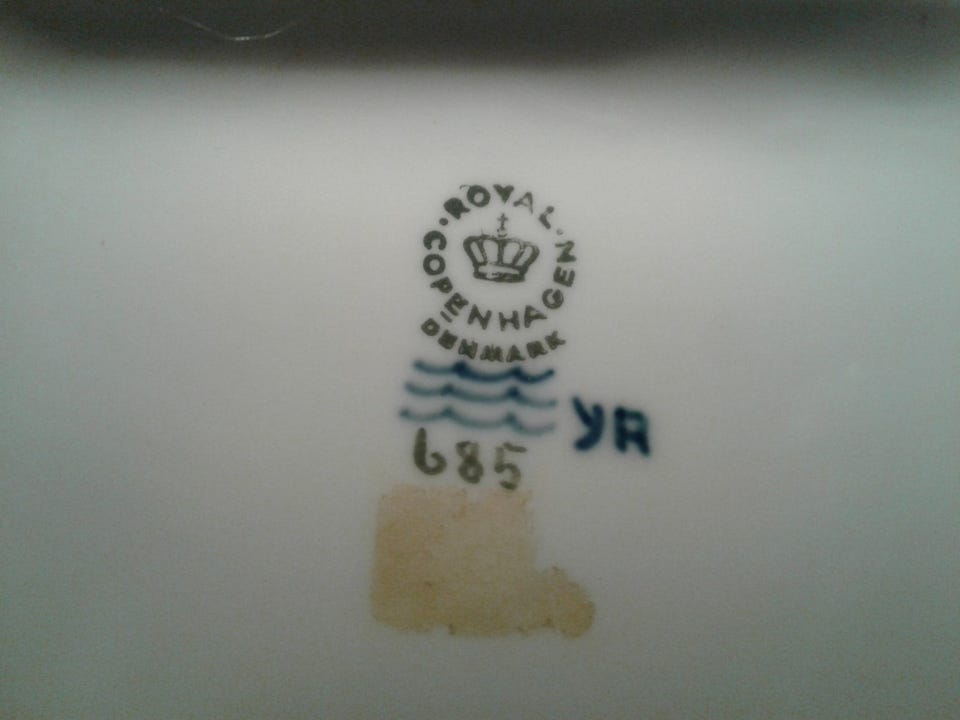 ROYAL
COPENHAGEN
DENMARK
YR
685